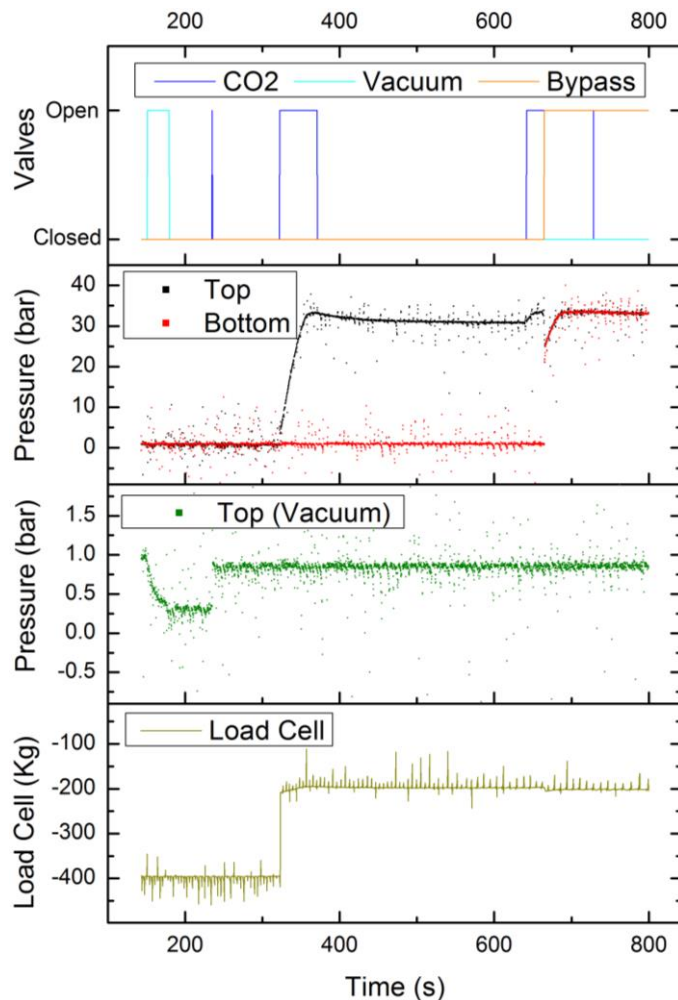 200 400 600 800
CO2 Vacuum Bypass
Open
Closed
Valves
Top
Bottom
40
30
20
10
0
Pressure (bar)
Top (Vacuum)
1.5
1.0
0.5
0.0
-0.5
Pressure (bar)
Load Cell
-100
-200
-300
-400
Load Cell (Kg)
200 400 600 800
Time (s)